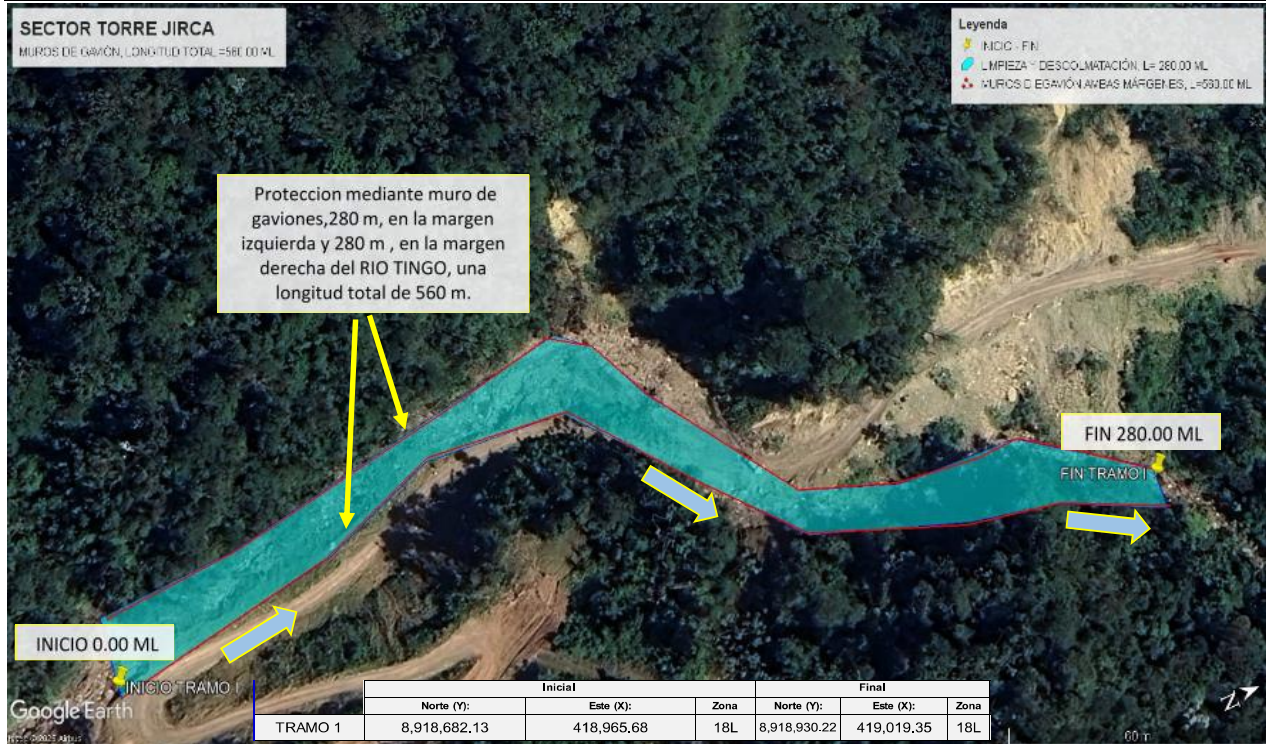 SECTOR TORRE JIRCA
MUROS DE GAVIÓN, LONGITUD TOTAL =560.00 ML
Leyenda
INICIO - FIN
LIMPIEZA Y DESCOLMATACIÓN, L= 280.00 ML
MUROS DE GAVIÓN AMBAS MÁRGENES, L=560.00 ML
Proteccion mediante muro de
gaviones,280 m, en la margen
izquierda y 280 m , en la margen
derecha del RIO TINGO, una
longitud total de 560 m.
FIN 280.00 ML
FIN TRAMO I
INICIO 0.00 ML
INICIO TRAMO I
Google Earth
©2025 Airbus
Inicial Final
Norte (Y): Este (X): Zona Norte (Y): Este (X): Zona
TRAMO 1 8,918,682.13 418,965.68 18L 8,918,930.22 419,019.35 18L
60 m